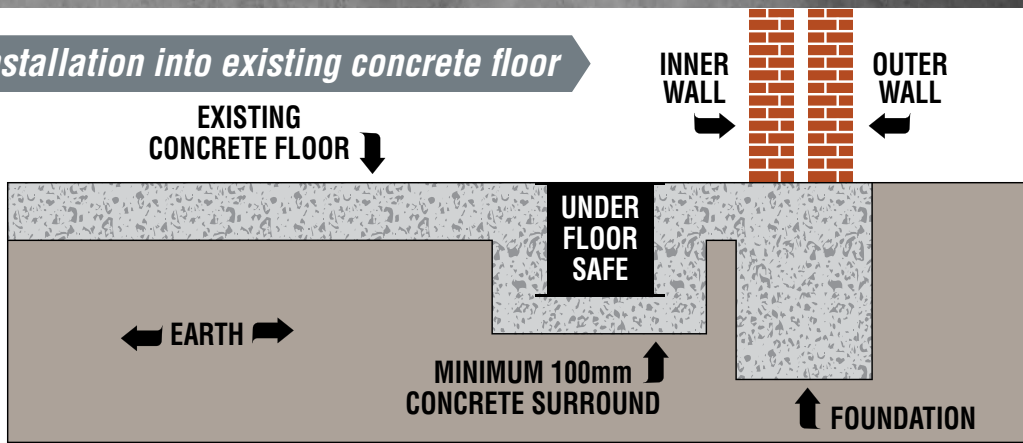 nstallation into existing concrete floor
EXISTING
CONCRETE FLOOR
INNER
WALL
OUTER
WALL
UNDER
FLOOR
SAFE
EARTH
MINIMUM 100mm
CONCRETE SURROUND
FOUNDATION